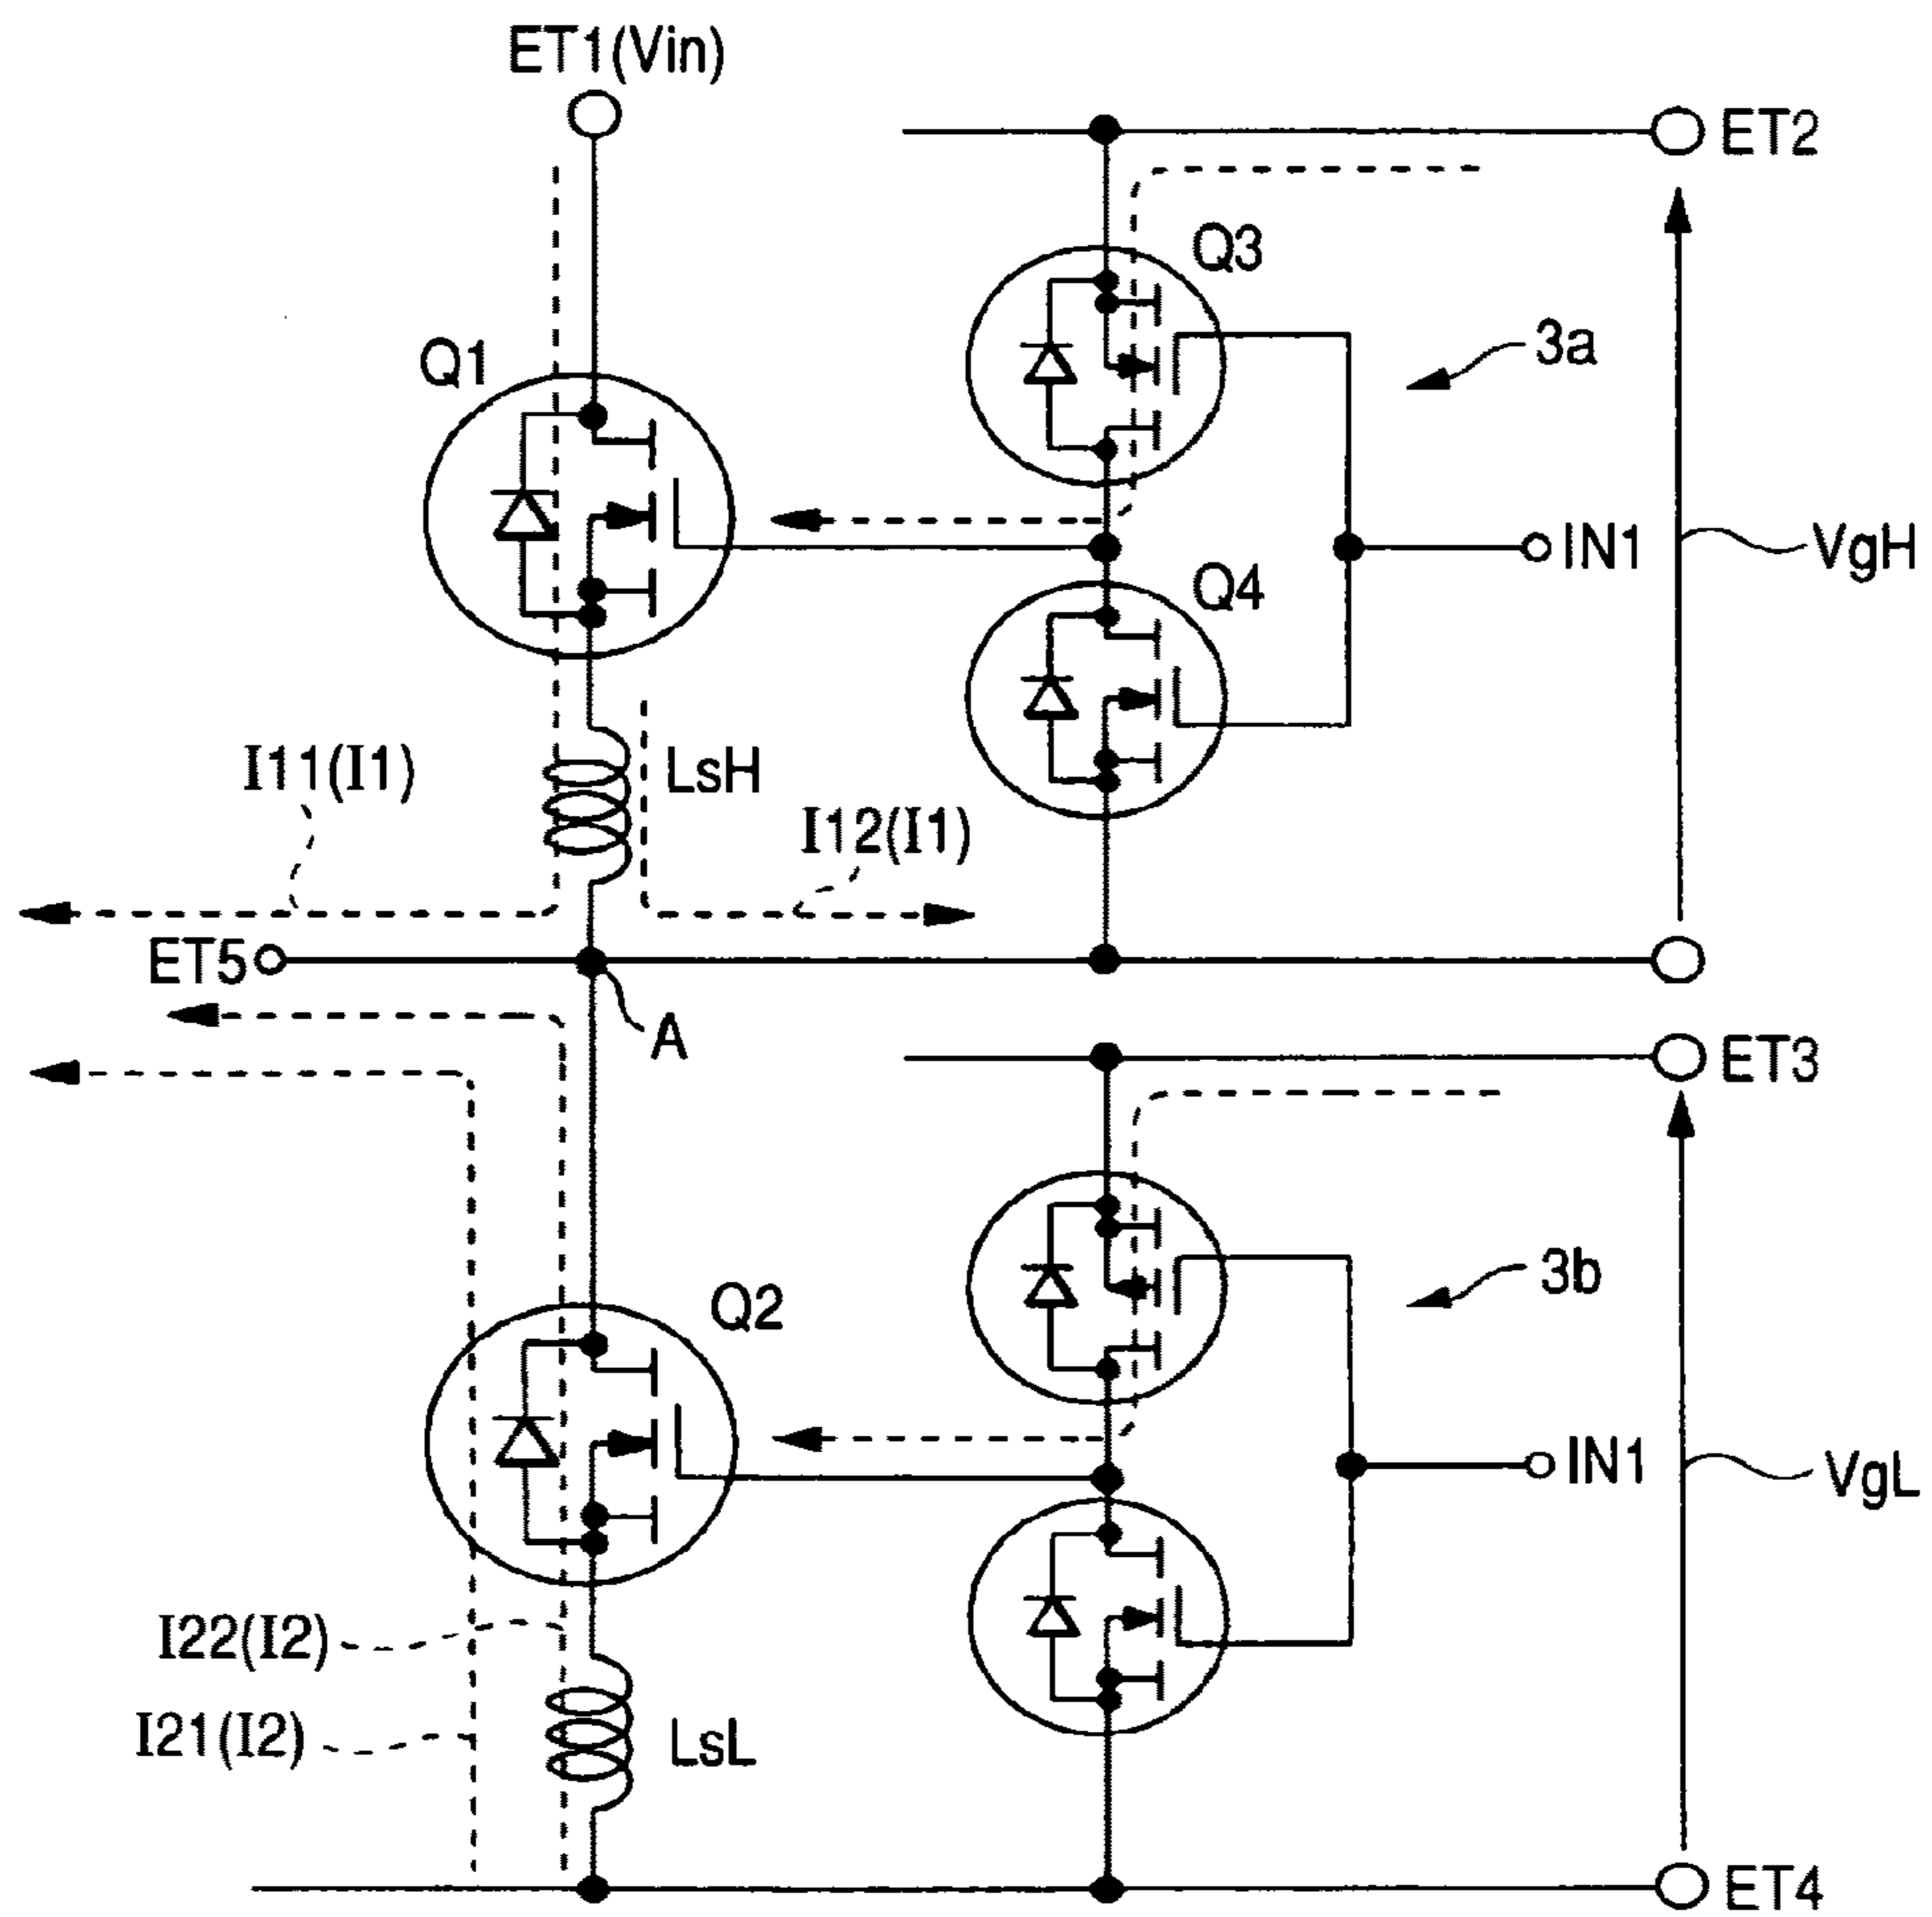 ET1(Vin)
ET2
Q3
Q1
3a
IN1
VgH
Q4
I11(I1)
LsH
I12(I1)
ET5
A
ET3
3b
Q2
IN1
VgL
I22(I2)
I21(I2)
LsL
ET4